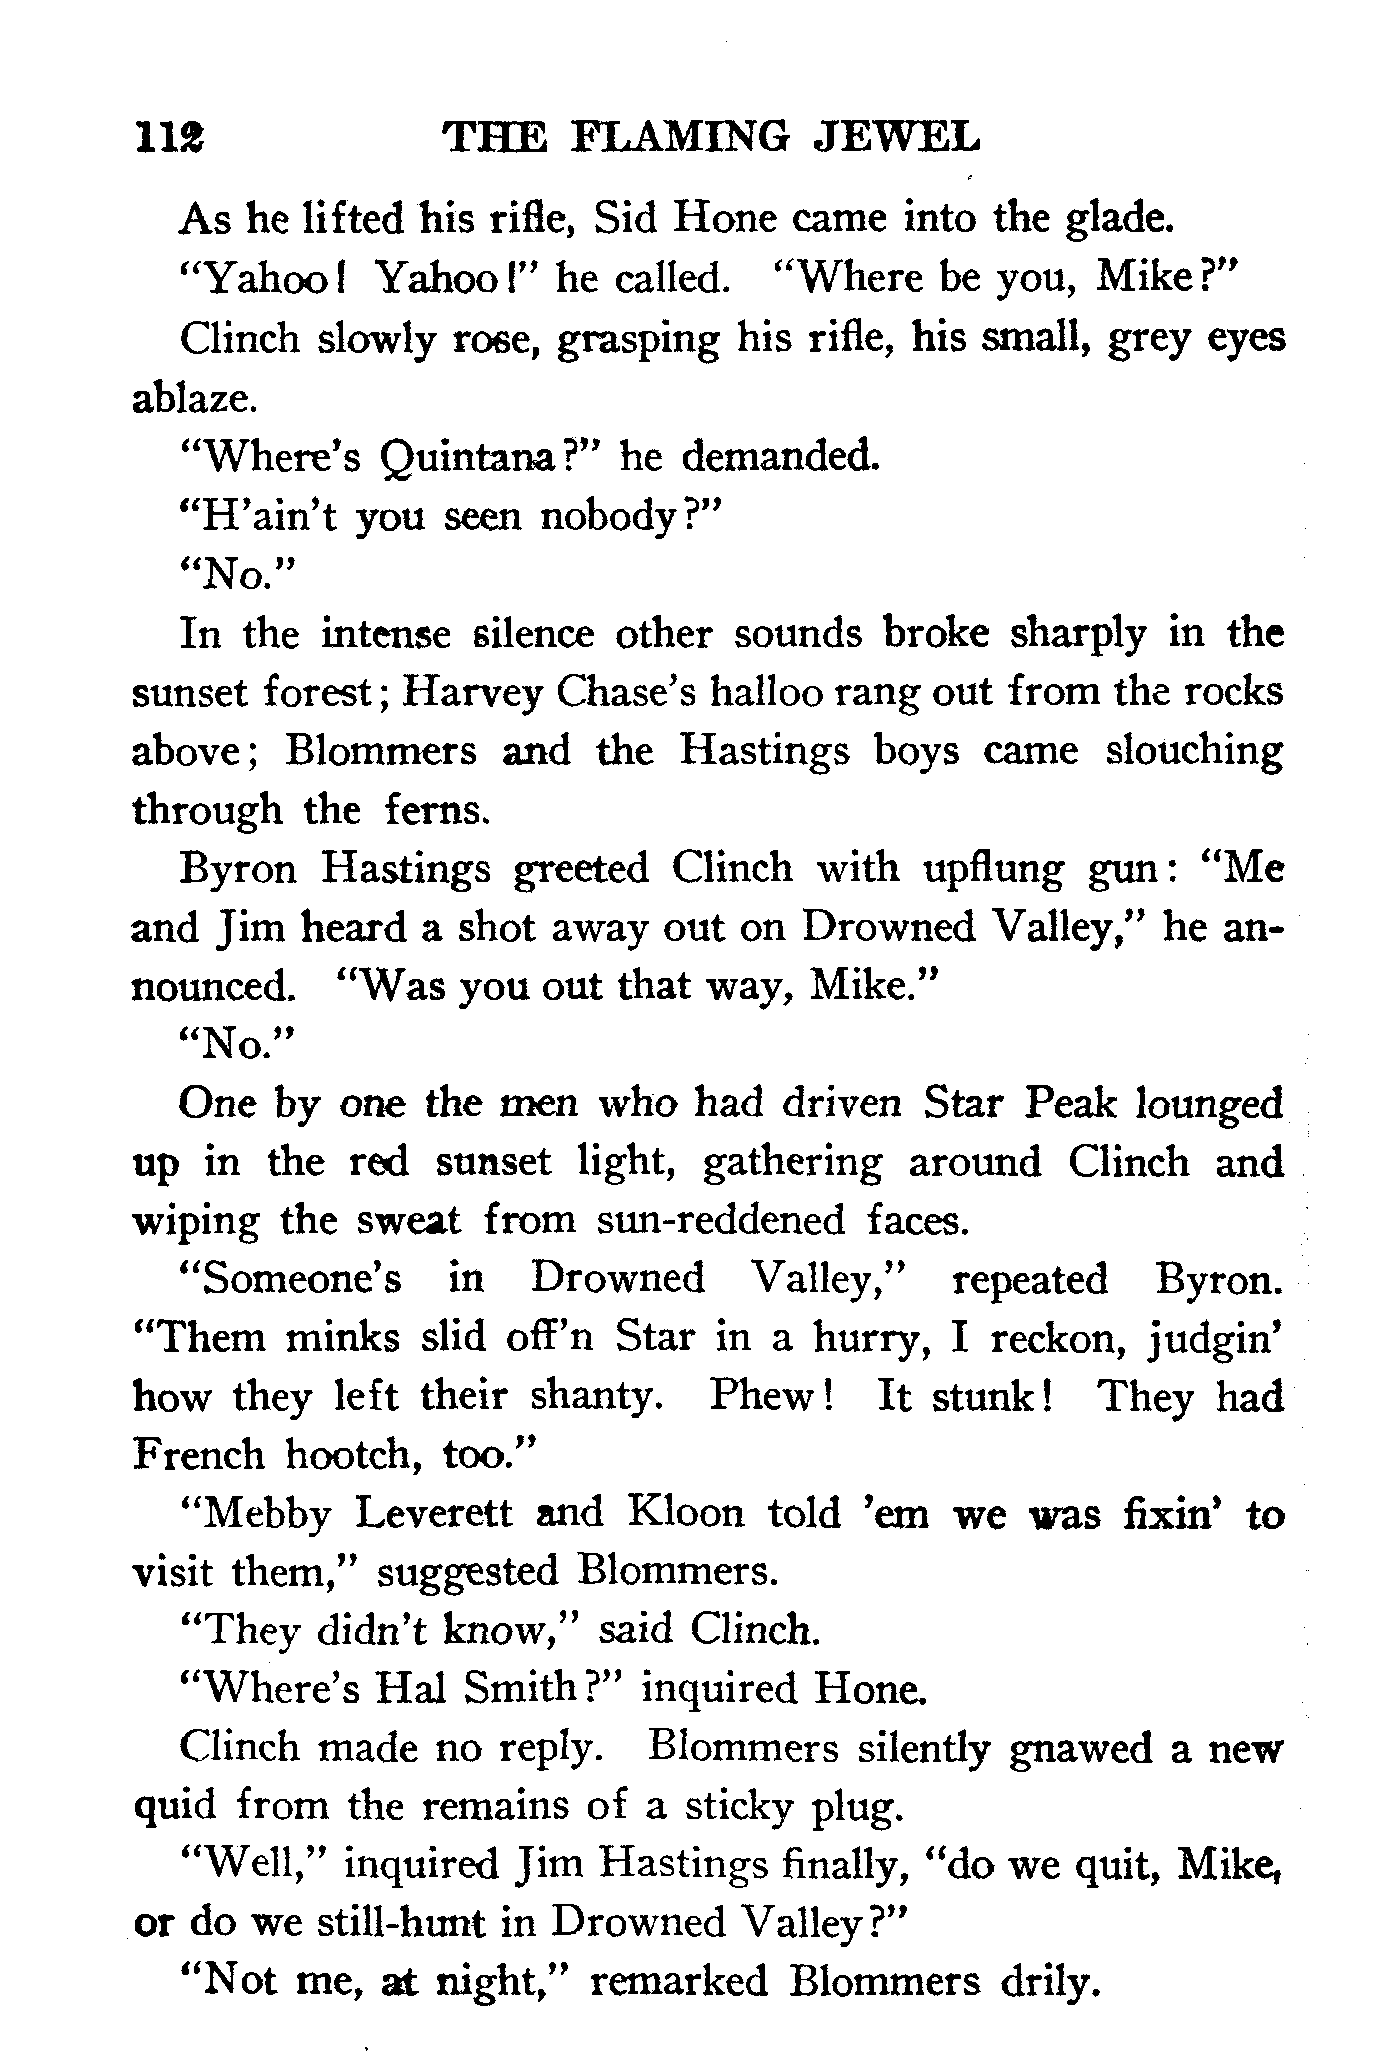 112 THE FLAMING JEWEL
As he lifted his rifle, Sid Hone came into the glade.
"Yahoo! Yahoo!" he called. "Where be you, Mike?"
Clinch slowly rose, grasping his rifle, his small, grey eyes
ablaze.
"Where's Quintana?" he demanded.
"H'ain't you seen nobody?"
"No."
In the intense silence other sounds broke sharply in the
sunset forest; Harvey Chase's halloo rang out from the rocks
above; Blommers and the Hastings boys came slouching
through the ferns.
Byron Hastings greeted Clinch with upflung gun: "Me
and Jim heard a shot away out on Drowned Valley," he an-
nounced. "Was you out that way, Mike."
"No."
One by one the men who had driven Star Peak lounged
up in the red sunset light, gathering around Clinch and
wiping the sweat from sun-reddened faces.
"Someone's in Drowned Valley," repeated Byron.
"Them minks slid off'n Star in a hurry, I reckon, judgin'
how they left their shanty. Phew! It stunk! They had
French hootch, too."
"Mebby Leverett and Kloon told 'em we was fixin' to
visit them," suggested Blommers.
"They didn't know," said Clinch.
"Where's Hal Smith?" inquired Hone.
Clinch made no reply. Blommers silently gnawed a new
quid from the remains of a sticky plug.
"Well," inquired Jim Hastings finally, "do we quit, Mike,
or do we still-hunt in Drowned Valley?"
"Not me, at night," remarked Blommers drily.